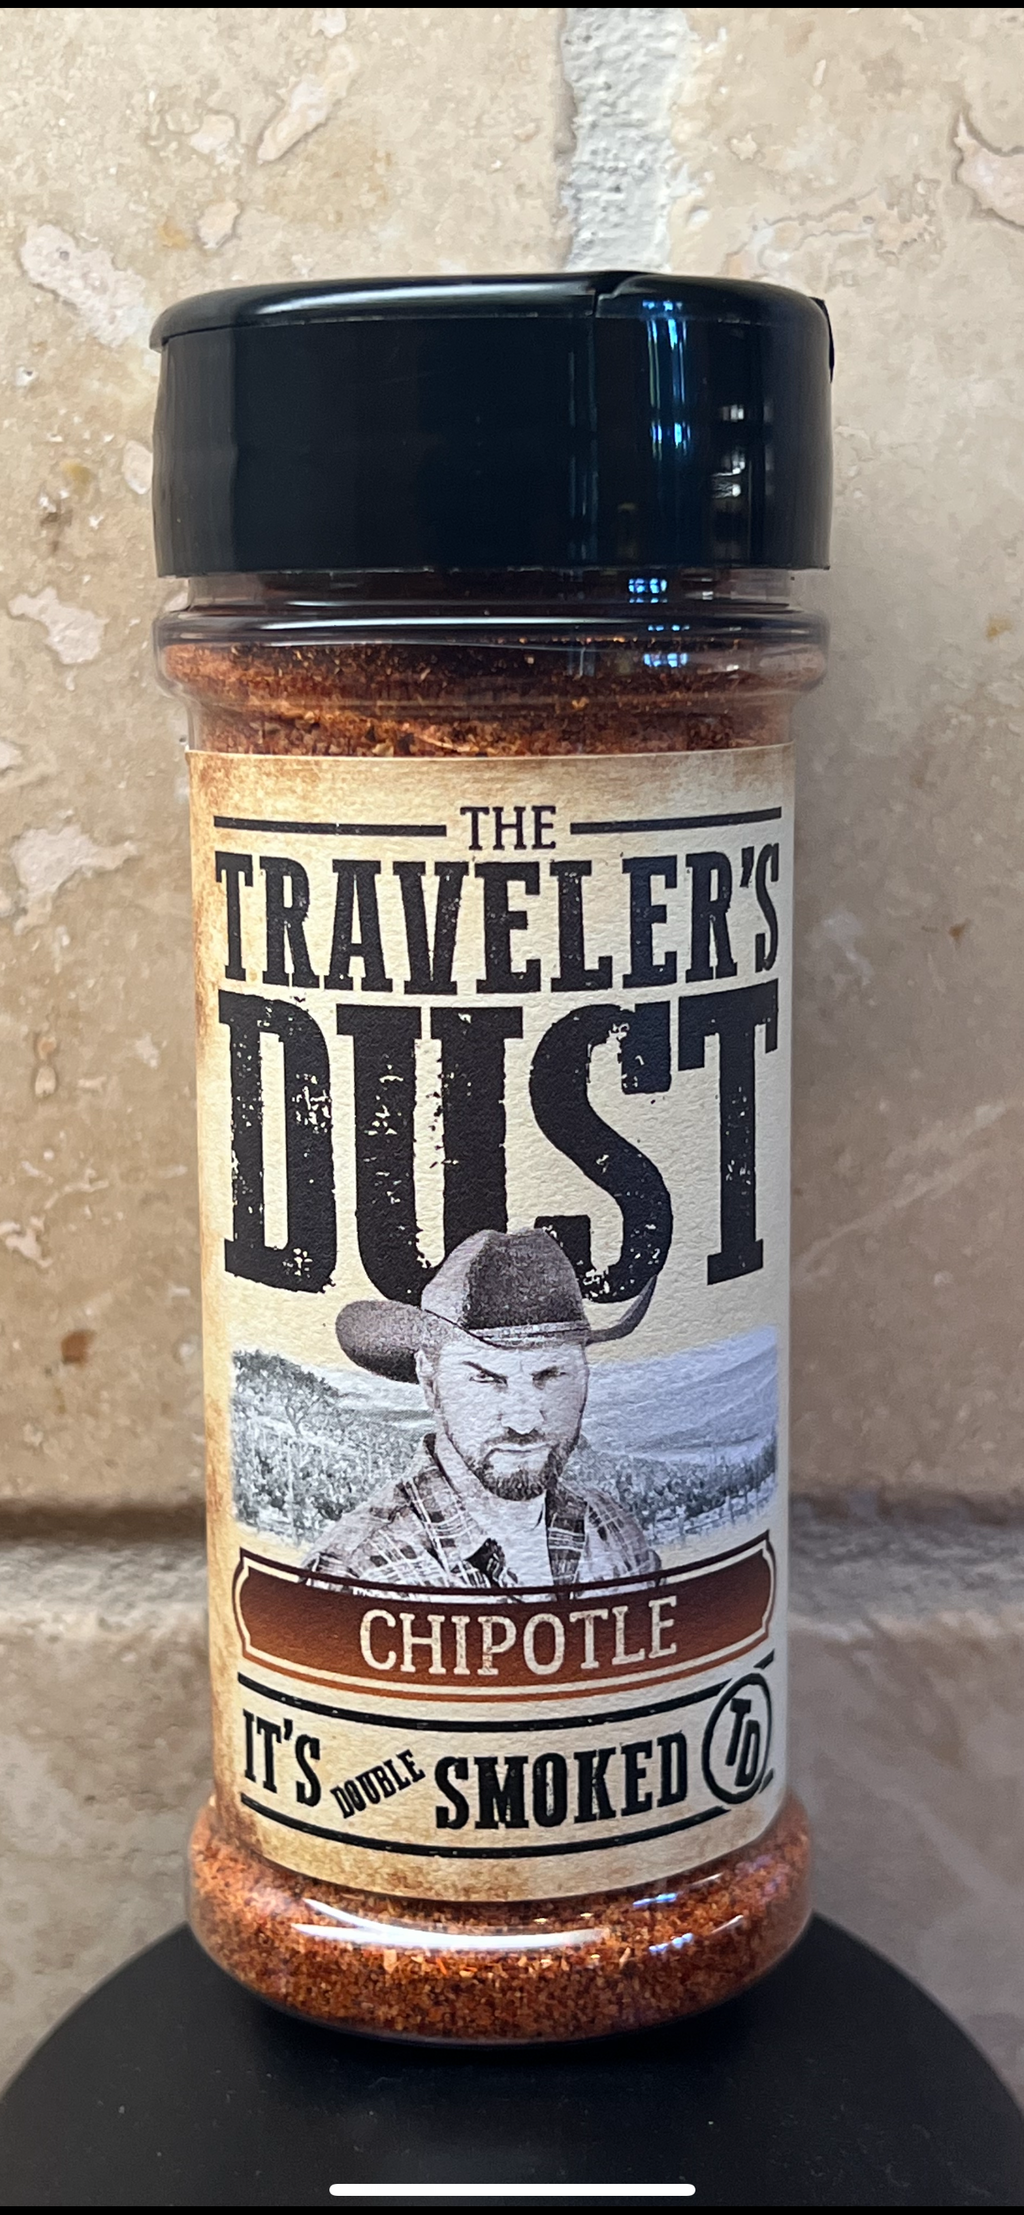 THE
TRAVELER'S
DUST
CHIPOTLE
IT'S DOUBLE SMOKED TD